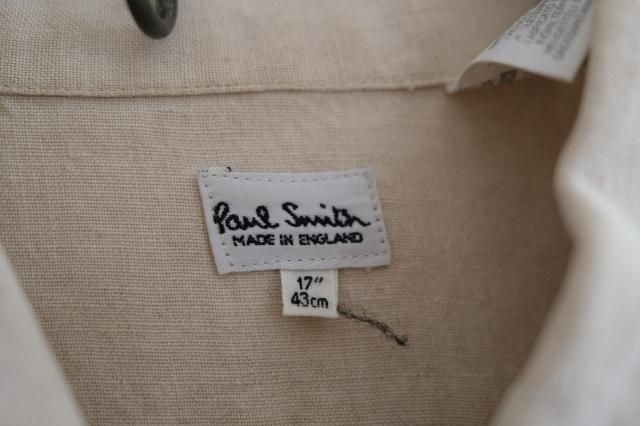 Paul Smith
MADE IN ENGLAND
17"
43cm